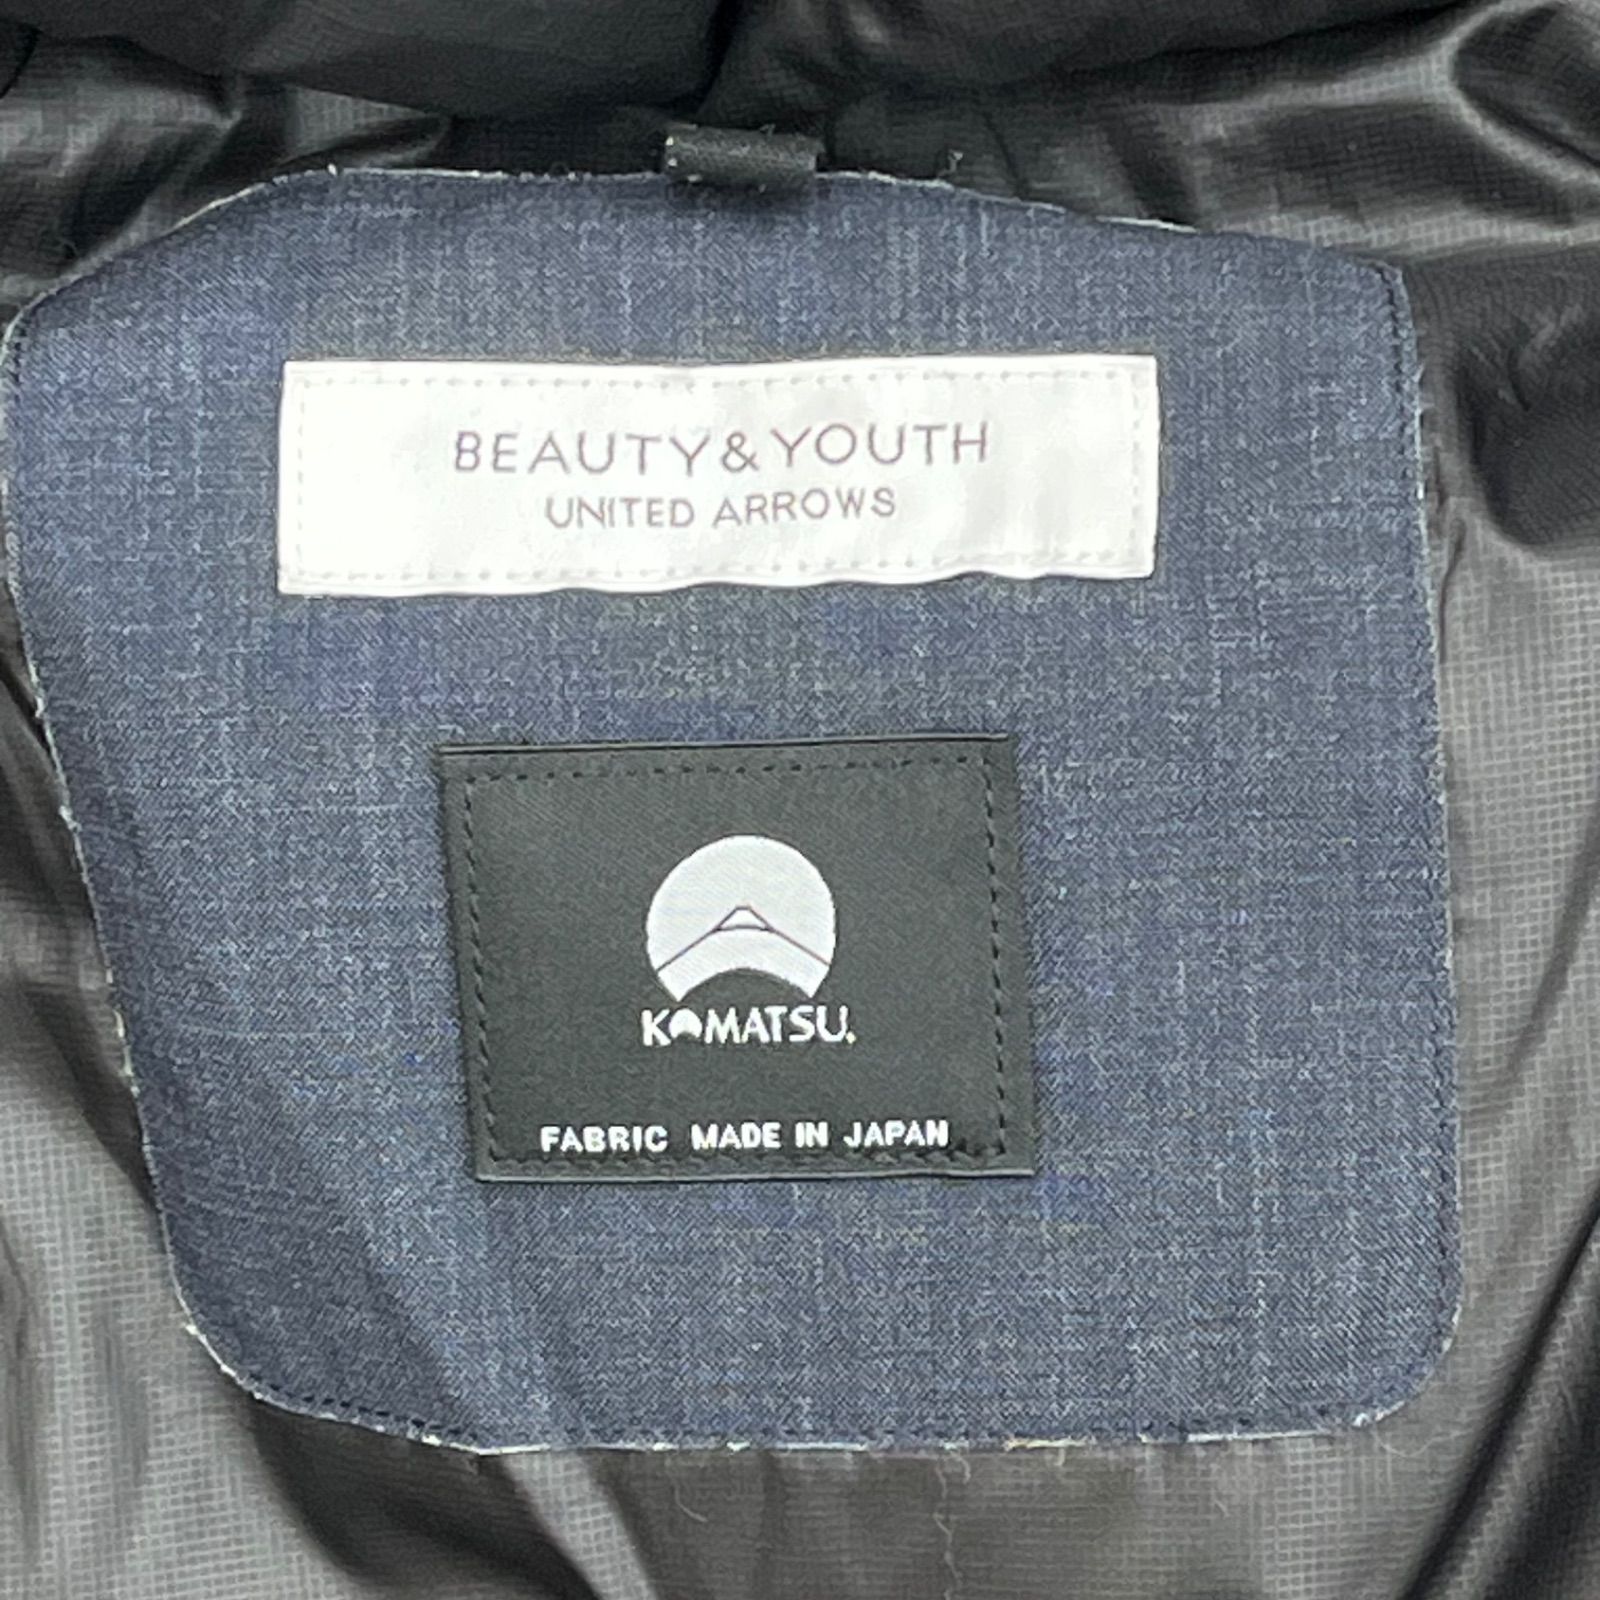 BEAUTY&YOUTH
UNITED ARROWS
KOMATSU.
FABRIC MADE IN JAPAN